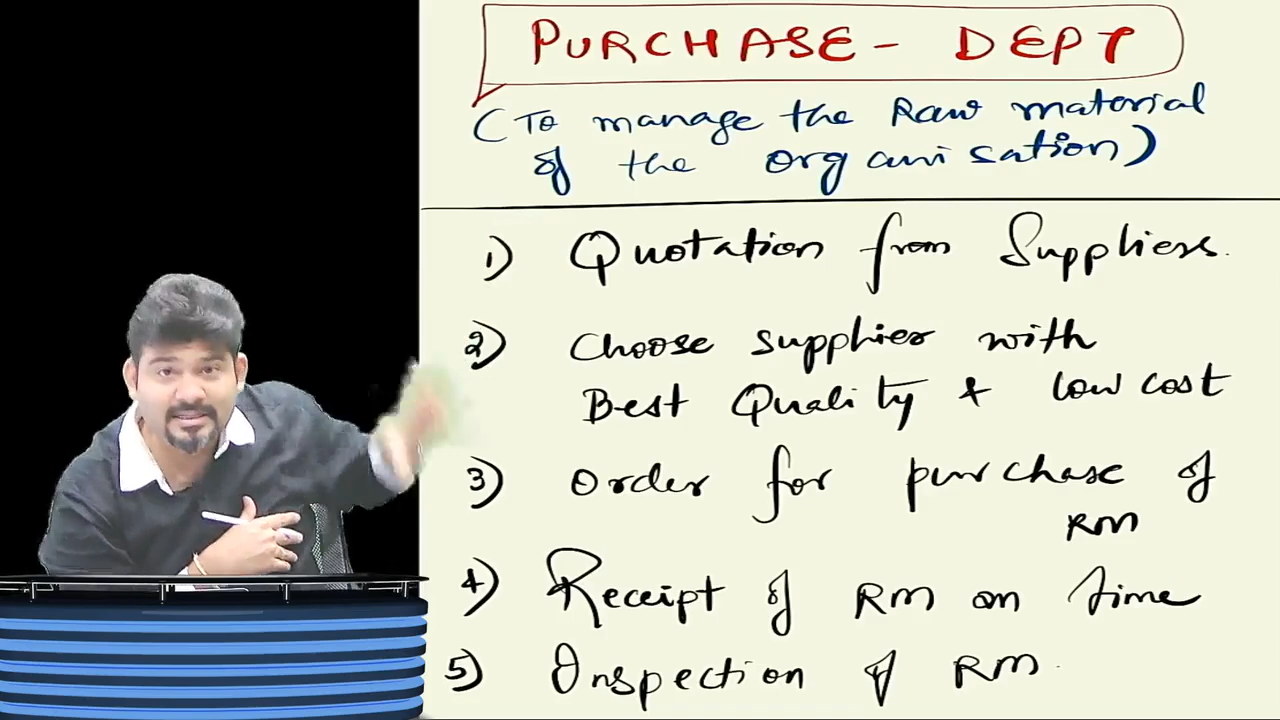 PURCHASE - DEPT
(To manage the Raw material
of the organisation)
1) Quotation from Suppliers.
2) Choose supplier with
Best Quality & low cost
3) Order for purchase of
RM
4) Receipt of RM on time
5) Inspection of RM.